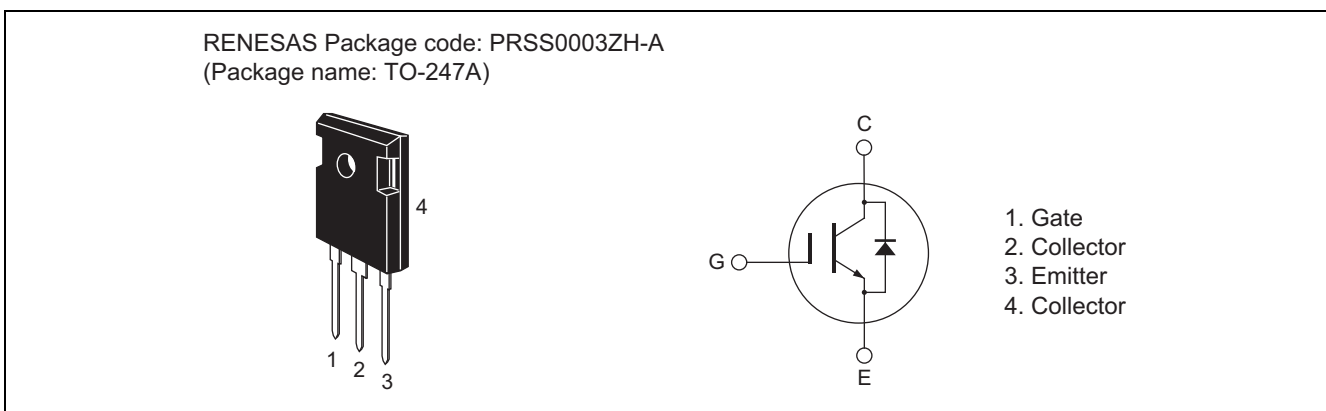 RENESAS Package code: PRSS0003ZH-A
(Package name: TO-247A)
4
1
2
3
C
G
E
1. Gate
2. Collector
3. Emitter
4. Collector